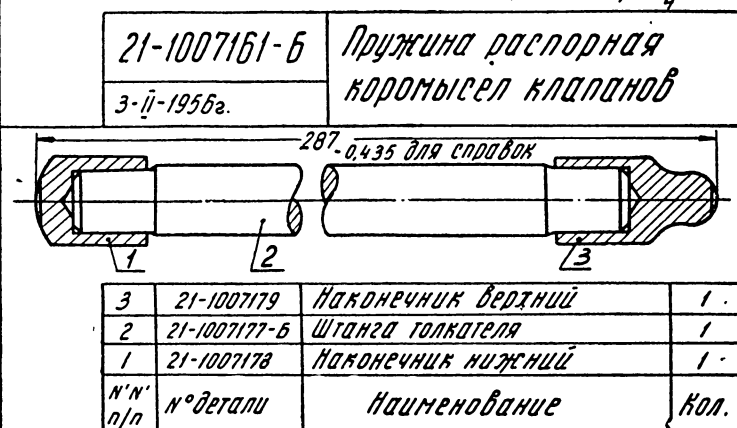 21-1007161-Б
Пружина распорная
коромысел клапанов
3-II-1956г.
287-0,435 для справок
1
2
3
3 21-1007179 Наконечник верхний 1
2 21-1007177-Б Штанга толкателя 1
1 21-1007178 Наконечник нижний 1
N'N' п/п N° детали Наименование Кол.